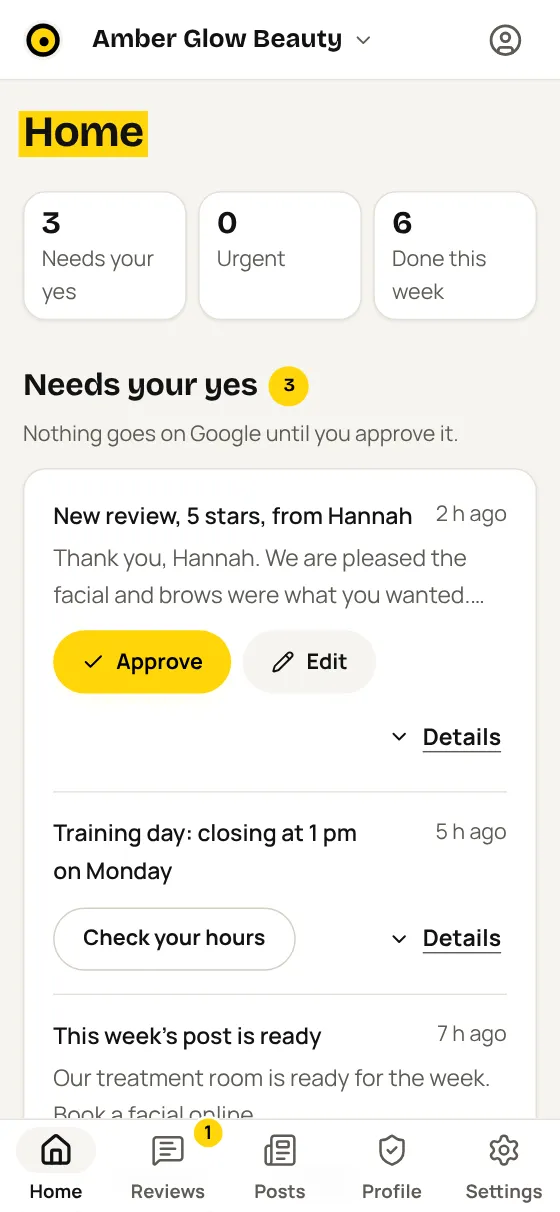 Amber Glow Beauty
Home
3
Needs your
yes
0
Urgent
6
Done this
week
Needs your yes 3
Nothing goes on Google until you approve it.
New review, 5 stars, from Hannah 2 h ago
Thank you, Hannah. We are pleased the
facial and brows were what you wanted....
Approve Edit
Details
Training day: closing at 1 pm 5 h ago
on Monday
Check your hours Details
This week's post is ready 7 h ago
Our treatment room is ready for the week.
Book a facial online
1
Home Reviews Posts Profile Settings